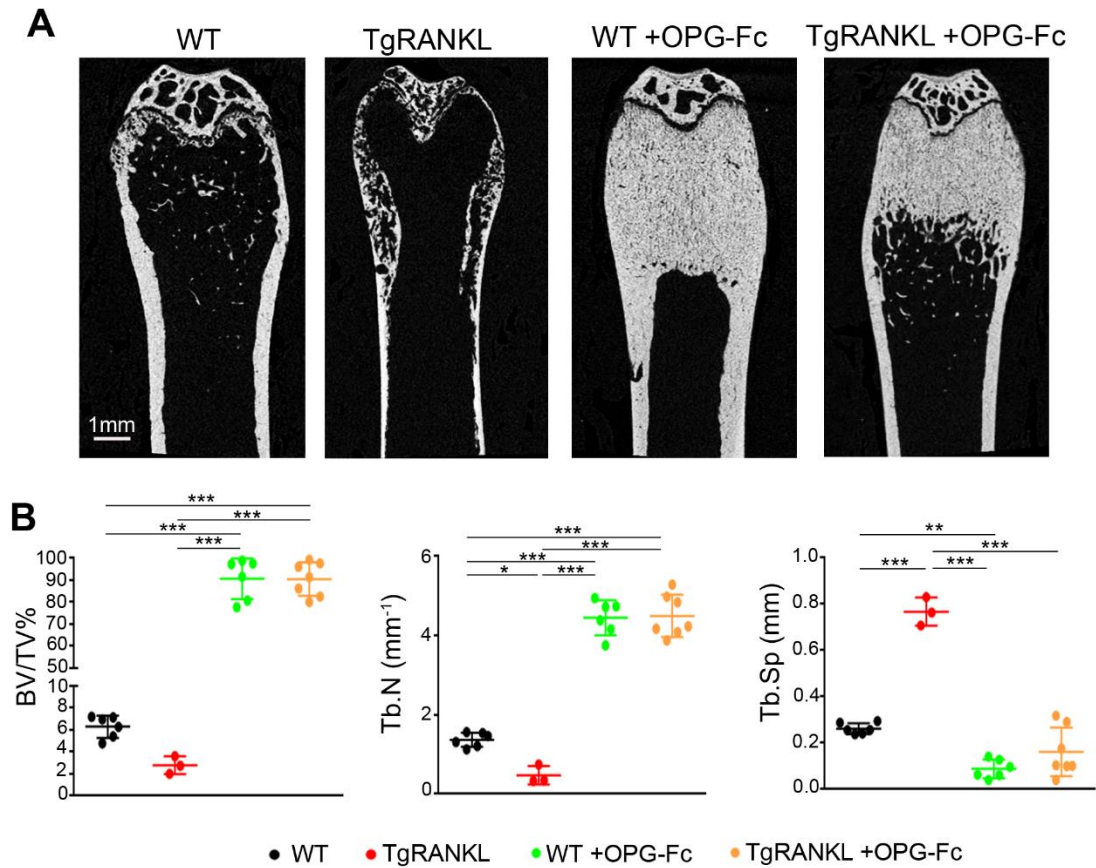 A
WT
TgRANKL
WT +OPG-Fc
TgRANKL +OPG-Fc
1mm
B
***
***
***
***
BV/TV%
100
90
80
70
60
50
10
8
6
4
2
0
***
***
***
*
***
Tb.N (mm⁻¹)
6
4
2
0
**
***
***
***
Tb.Sp (mm)
1.0
0.8
0.6
0.4
0.2
0.0
WT
TgRANKL
WT +OPG-Fc
TgRANKL +OPG-Fc